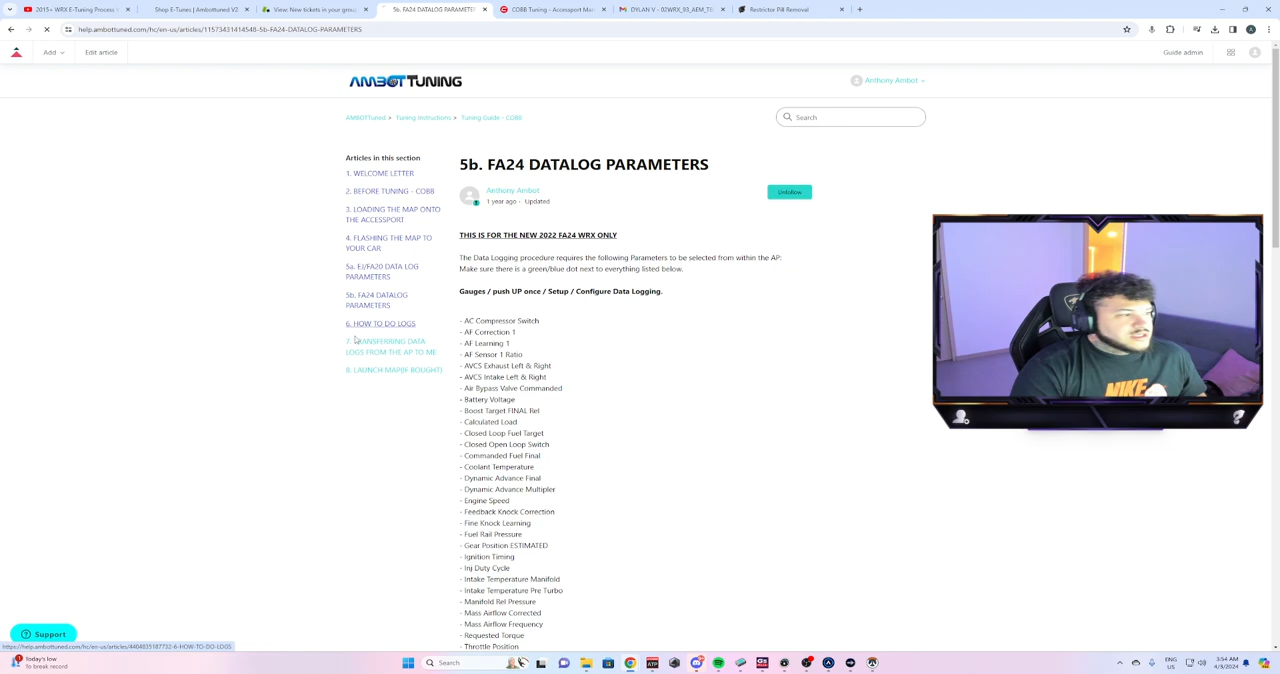 2015+ WRX E-Tuning Process
Shop E-Tunes | Ambottuned V2
View: New tickets in your grou
5b. FA24 DATALOG PARAMETER
COBB Tuning - Accessport Ma
DYLAN V - 02WRX_93_AEM_T
Restrictor Pill Removal
help.ambottuned.com/hc/en-us/articles/11573431414548-5b-FA24-DATALOG-PARAMETERS
Add
Edit article
Guide admin
AMBOT TUNING
Anthony Ambot
AMBOTTuned > Tuning Instructions > Tuning Guide - COBB
Search
Articles in this section
1. WELCOME LETTER
2. BEFORE TUNING - COBB
3. LOADING THE MAP ONTO
THE ACCESSPORT
4. FLASHING THE MAP TO
YOUR CAR
5a. EJ/FA20 DATA LOG
PARAMETERS
5b. FA24 DATALOG
PARAMETERS
6. HOW TO DO LOGS
7. TRANSFERRING DATA
LOGS FROM THE AP TO ME
8. LAUNCH MAP(IF BOUGHT)
5b. FA24 DATALOG PARAMETERS
Anthony Ambot
1 year ago · Updated
Unfollow
THIS IS FOR THE NEW 2022 FA24 WRX ONLY
The Data Logging procedure requires the following Parameters to be selected from within the AP:
Make sure there is a green/blue dot next to everything listed below.
Gauges / push UP once / Setup / Configure Data Logging.
- AC Compressor Switch
- AF Correction 1
- AF Learning 1
- AF Sensor 1 Ratio
- AVCS Exhaust Left & Right
- AVCS Intake Left & Right
- Air Bypass Valve Commanded
- Battery Voltage
- Boost Target FINAL Rel
- Calculated Load
- Closed Loop Fuel Target
- Closed Open Loop Switch
- Commanded Fuel Final
- Coolant Temperature
- Dynamic Advance Final
- Dynamic Advance Multipler
- Engine Speed
- Feedback Knock Correction
- Fine Knock Learning
- Fuel Rail Pressure
- Gear Position ESTIMATED
- Ignition Timing
- Inj Duty Cycle
- Intake Temperature Manifold
- Intake Temperature Pre Turbo
- Manifold Rel Pressure
- Mass Airflow Corrected
- Mass Airflow Frequency
- Requested Torque
- Throttle Position
NIKE
Support
https://help.ambottuned.com/hc/en-us/articles/4404835187732-6-HOW-TO-DO-LOGS
Today's low
To break record
Search
ENG
US
3:54 AM
4/3/2024